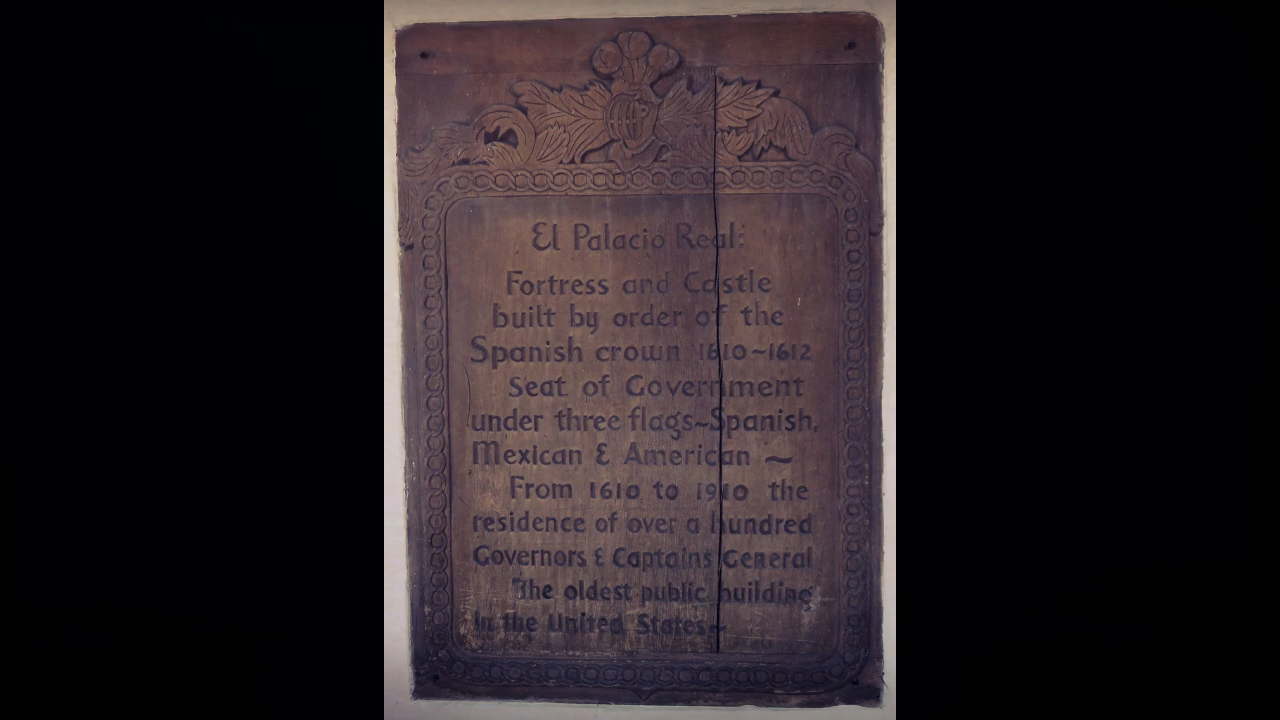 El Palacio Real:
Fortress and Castle
built by order of the
Spanish crown 1610~1612
Seat of Government
under three flags~Spanish,
Mexican & American ~
From 1610 to 1910 the
residence of over a hundred
Governors & Captains General
The oldest public building
in the United States~